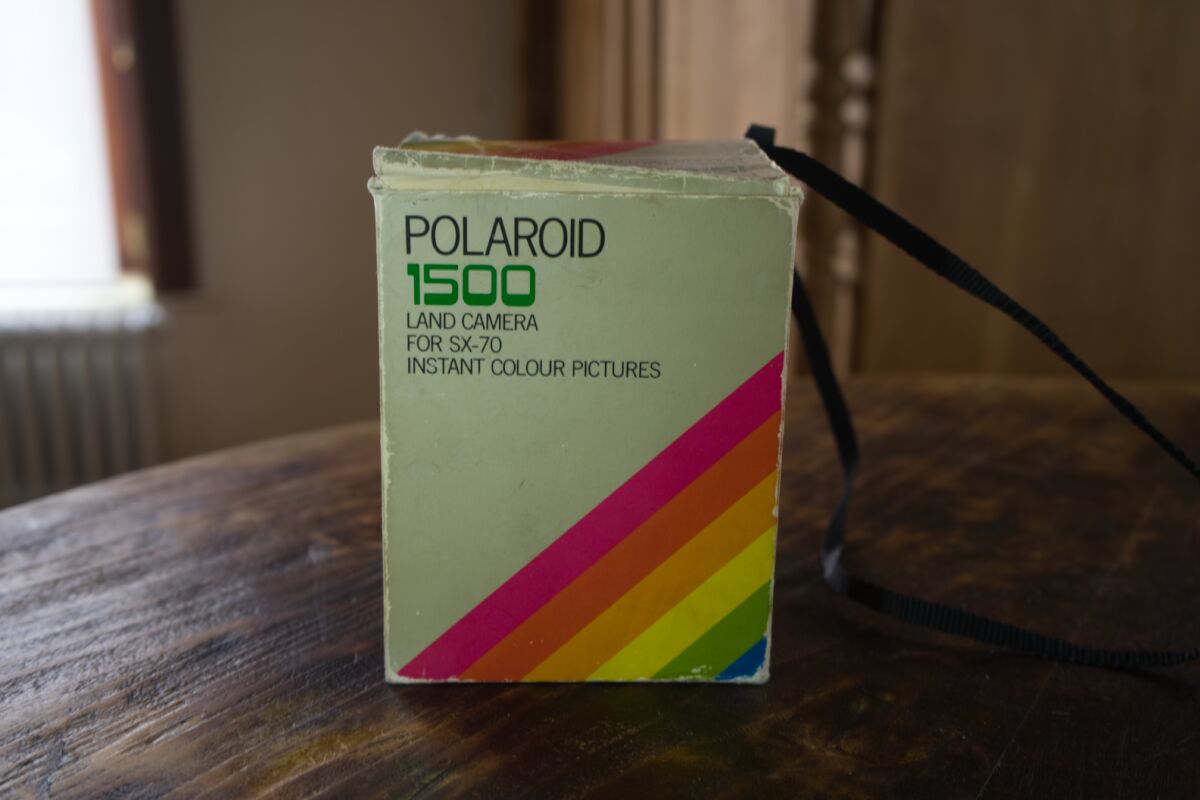 POLAROID
1500
LAND CAMERA
FOR SX-70
INSTANT COLOUR PICTURES